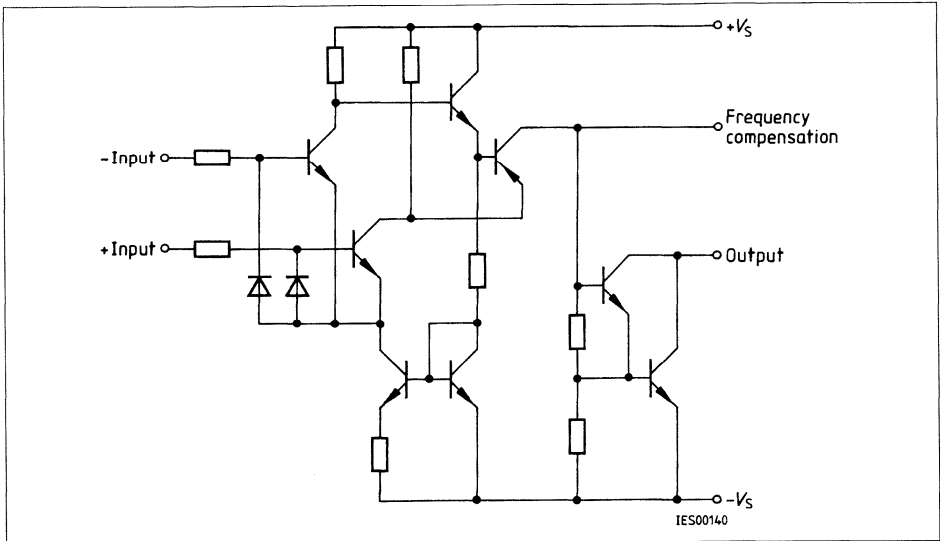 +Vs
Frequency
compensation
-Input
+Input
Output
-Vs
IES00140